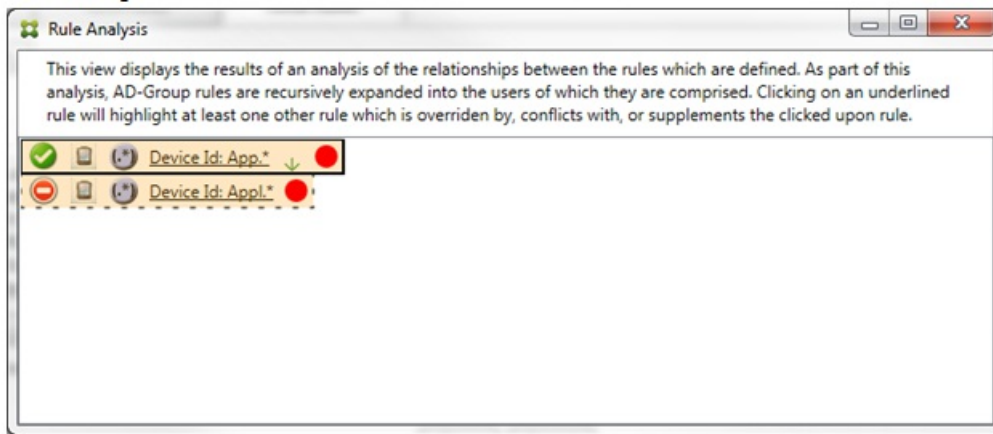 Rule Analysis
This view displays the results of an analysis of the relationships between the rules which are defined. As part of this
analysis, AD-Group rules are recursively expanded into the users of which they are comprised. Clicking on an underlined
rule will highlight at least one other rule which is overriden by, conflicts with, or supplements the clicked upon rule.
(.*) Device Id: App.*
(.*) Device Id: Appl.*